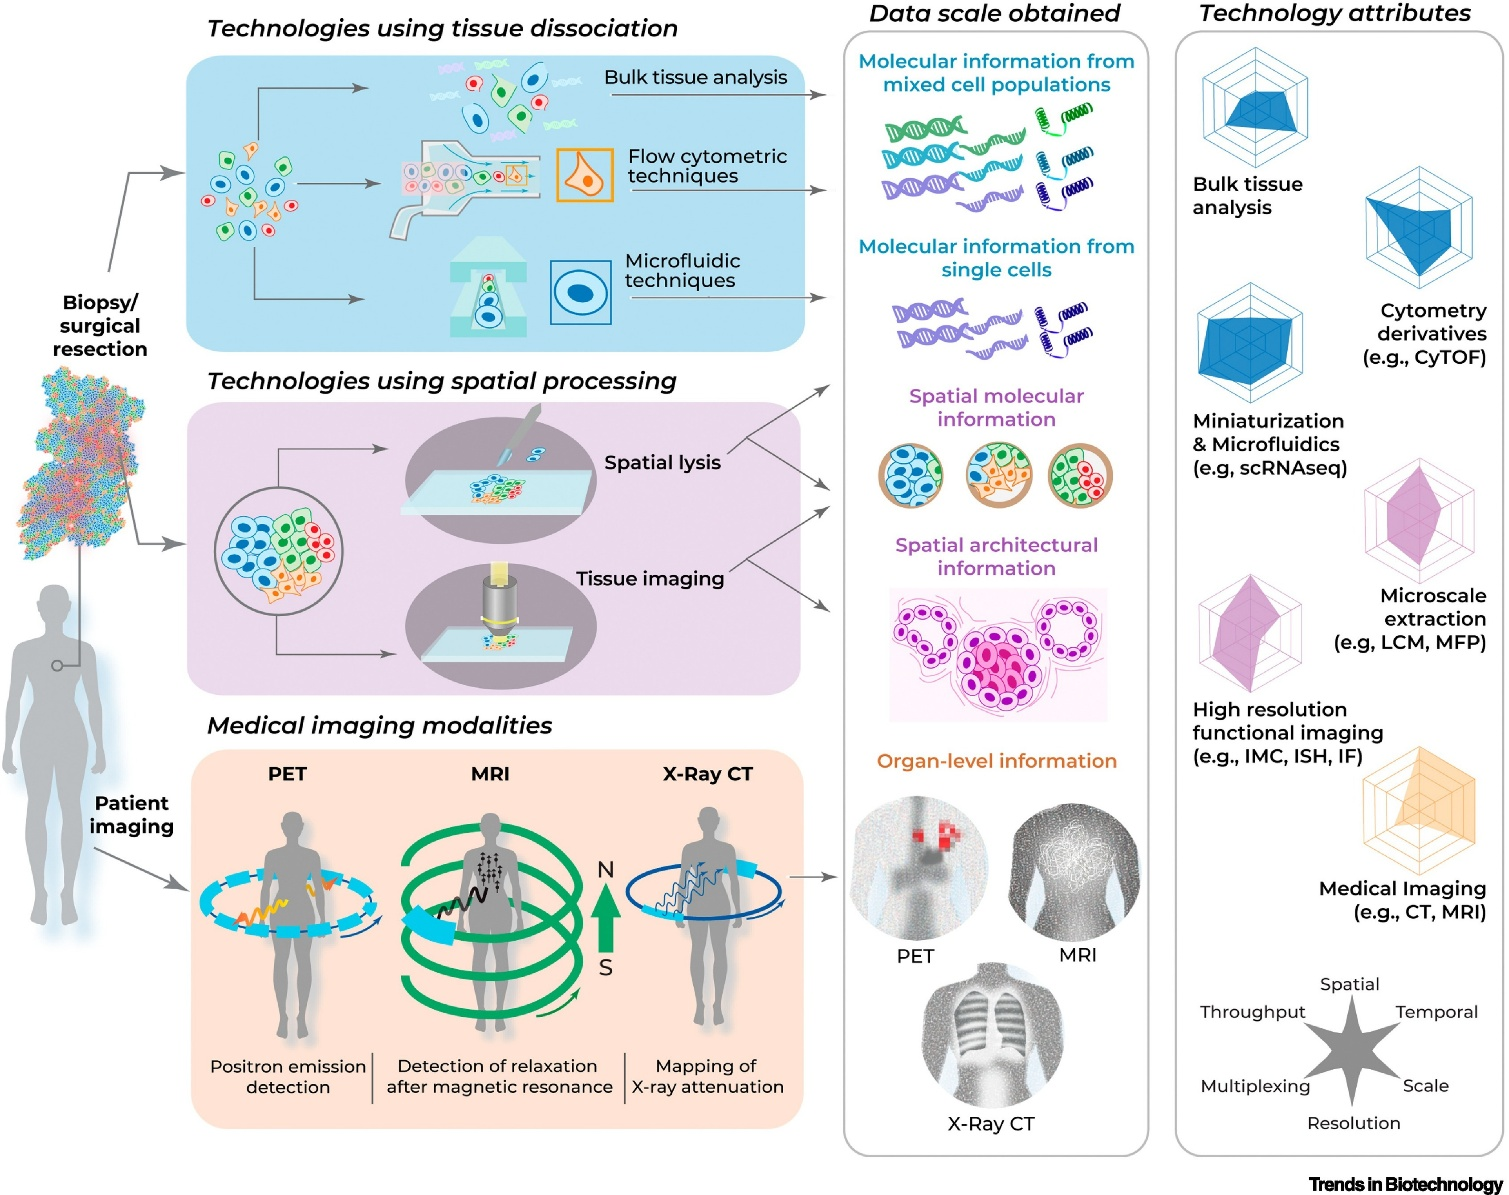 Technologies using tissue dissociation
Bulk tissue analysis
Flow cytometric
techniques
Microfluidic
techniques
Biopsy/
surgical
resection
Technologies using spatial processing
Spatial lysis
Tissue imaging
Medical imaging modalities
PET
MRI
X-Ray CT
Patient
imaging
N
S
Positron emission
detection
Detection of relaxation
after magnetic resonance
Mapping of
X-ray attenuation
Data scale obtained
Molecular information from
mixed cell populations
Molecular information from
single cells
Spatial molecular
information
Spatial architectural
information
Organ-level information
PET
MRI
X-Ray CT
Technology attributes
Bulk tissue
analysis
Cytometry
derivatives
(e.g., CyTOF)
Miniaturization
& Microfluidics
(e.g, scRNAseq)
Microscale
extraction
(e.g, LCM, MFP)
High resolution
functional imaging
(e.g., IMC, ISH, IF)
Medical Imaging
(e.g., CT, MRI)
Spatial
Throughput
Temporal
Multiplexing
Scale
Resolution
Trends in Biotechnology